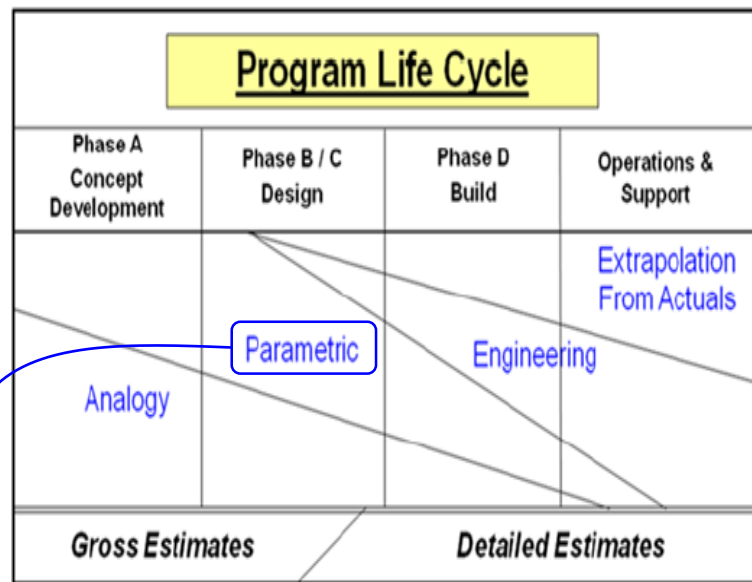 Program Life Cycle
Phase A
Concept
Development
Phase B / C
Design
Phase D
Build
Operations &
Support
Extrapolation
From Actuals
Parametric
Engineering
Analogy
Gross Estimates
Detailed Estimates